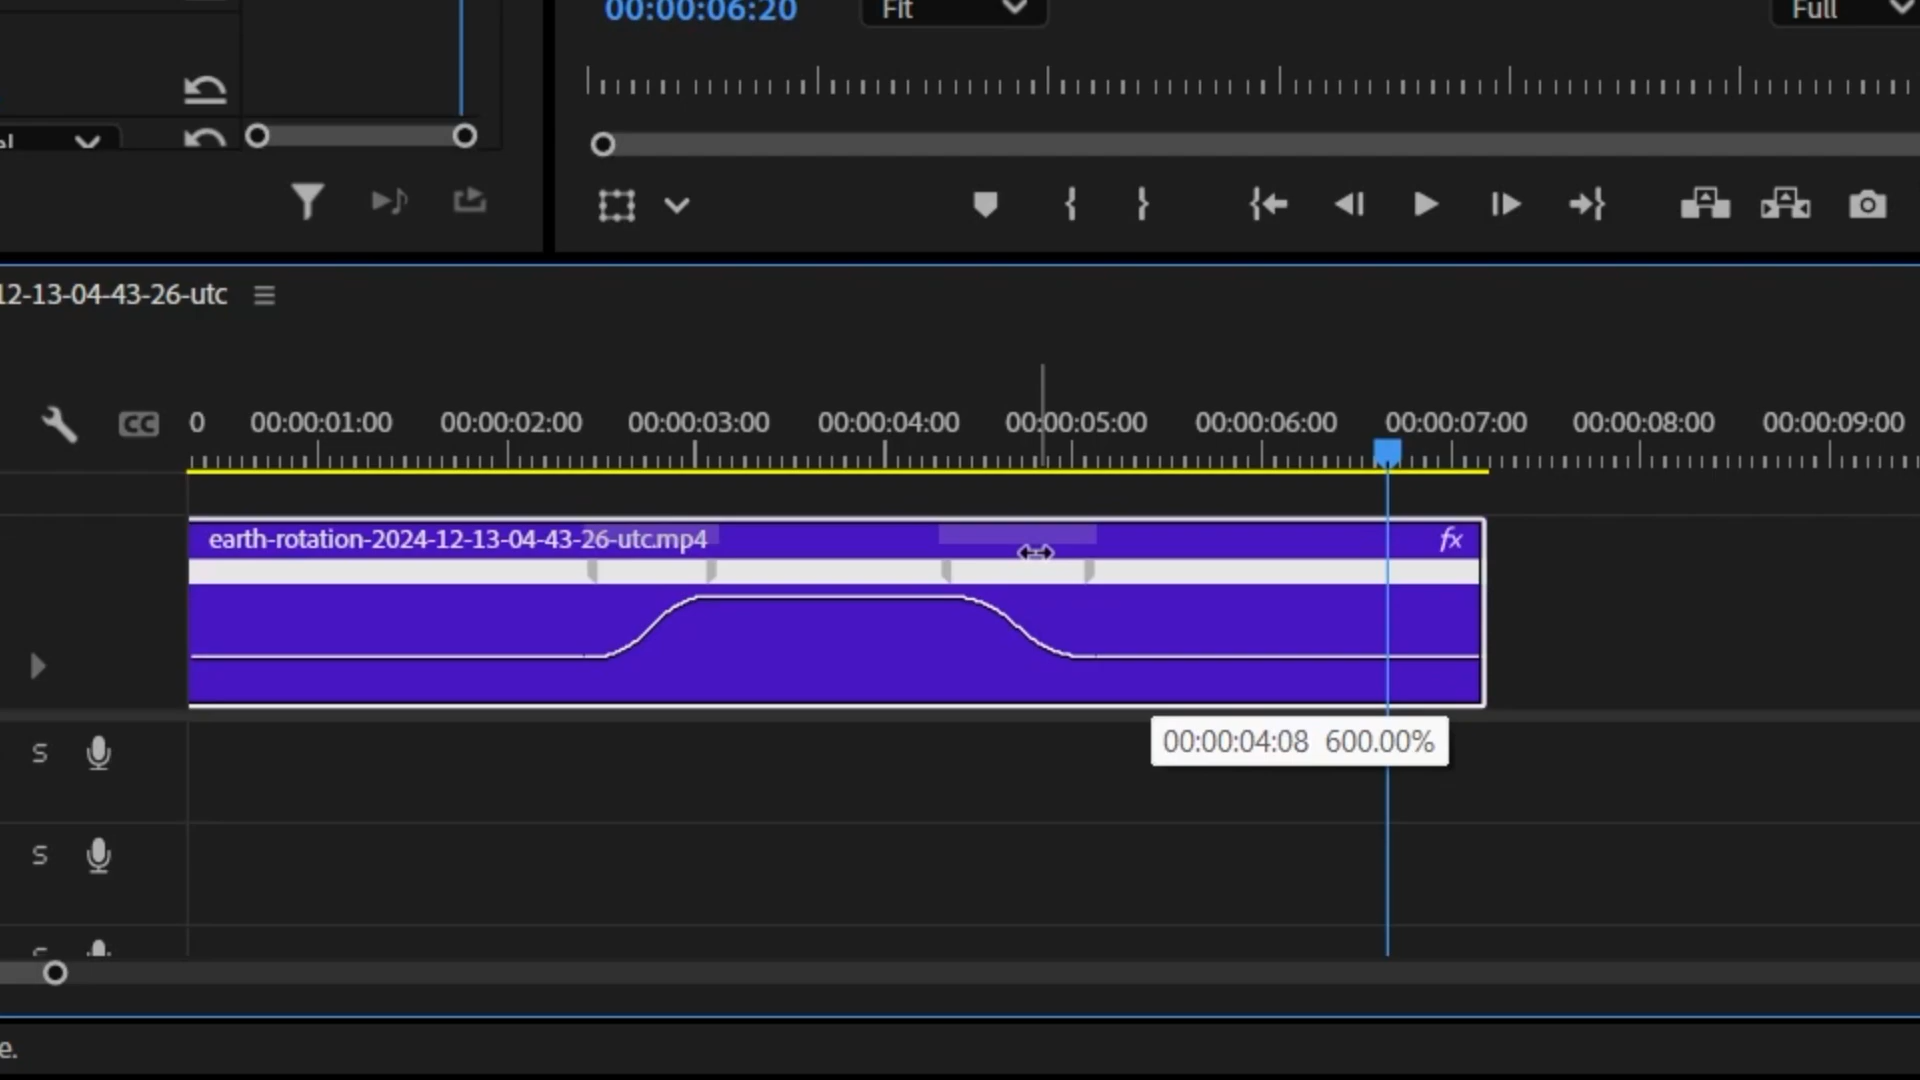 00:00:06:20 Fit Full
el
12-13-04-43-26-utc
CC 0 00:00:01:00 00:00:02:00 00:00:03:00 00:00:04:00 00:00:05:00 00:00:06:00 00:00:07:00 00:00:08:00 00:00:09:00
earth-rotation-2024-12-13-04-43-26-utc.mp4 fx
00:00:04:08 600.00%
S
S
S
e.